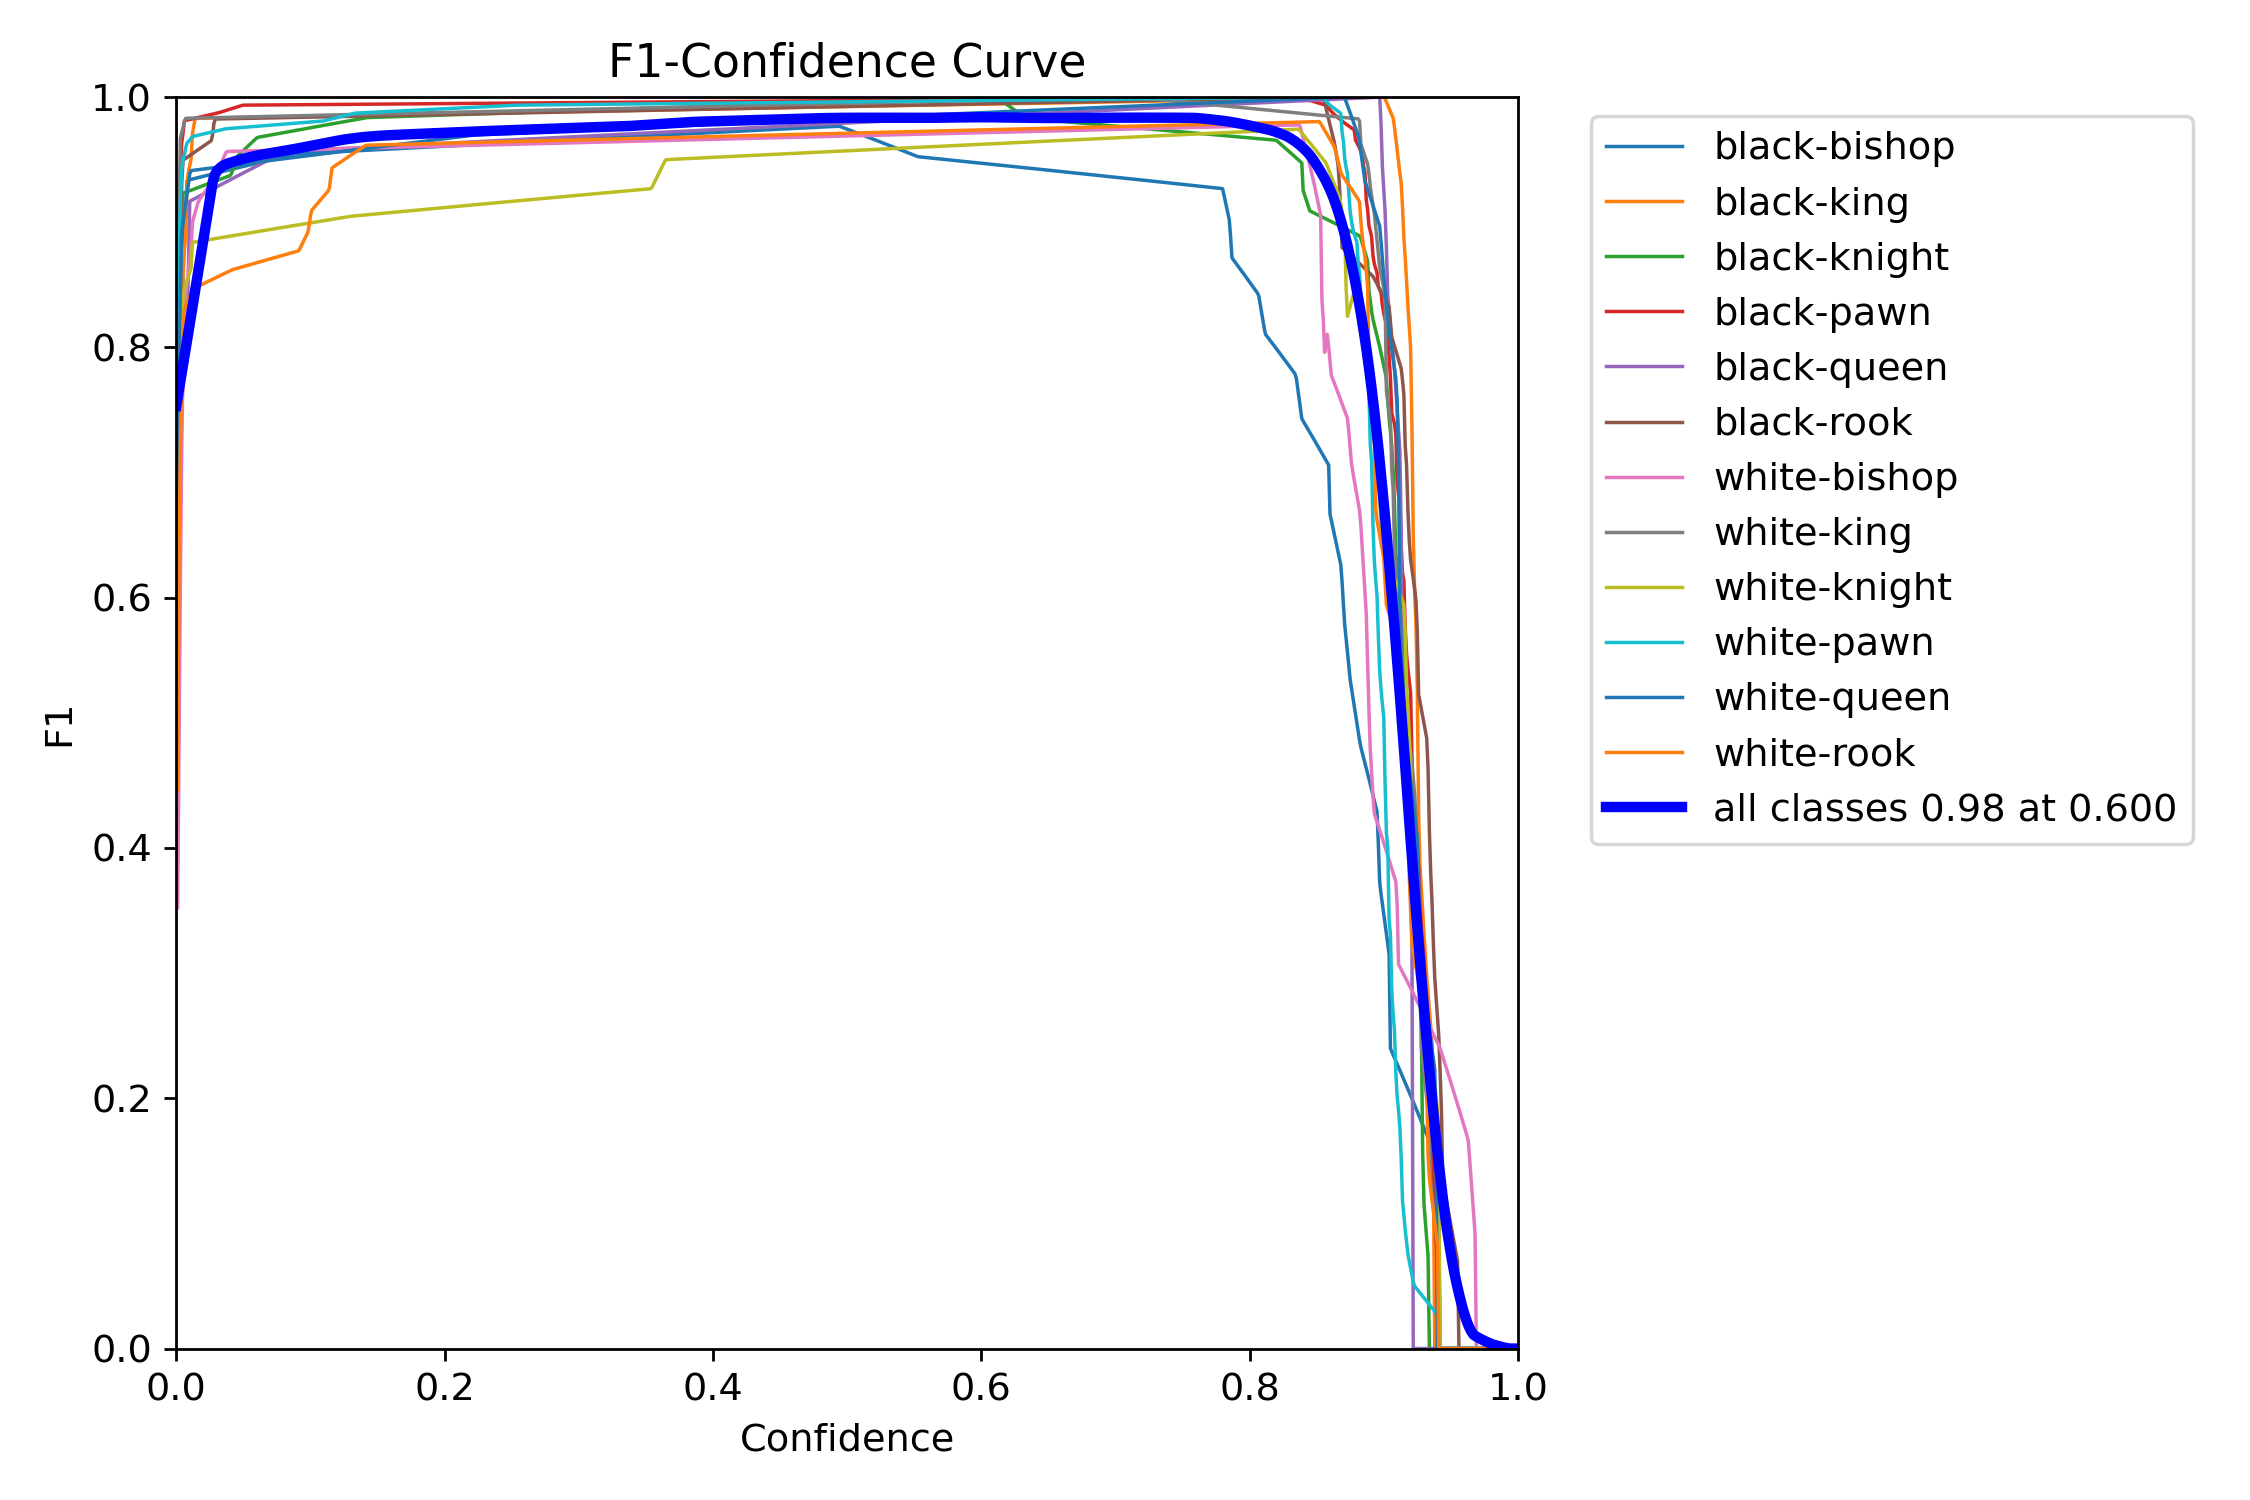 F1-Confidence Curve
1.0
0.8
0.6
0.4
0.2
0.0
F1
0.0 0.2 0.4 0.6 0.8 1.0
Confidence
black-bishop
black-king
black-knight
black-pawn
black-queen
black-rook
white-bishop
white-king
white-knight
white-pawn
white-queen
white-rook
all classes 0.98 at 0.600